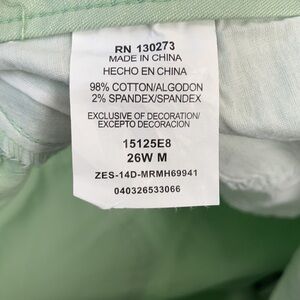 RN 130273
MADE IN CHINA
HECHO EN CHINA
98% COTTON/ALGODON
2% SPANDEX/SPANDEX
EXCLUSIVE OF DECORATION/
EXCEPTO DECORACION
15125E8
26W M
ZES-14D-MRMH69941
040326533066